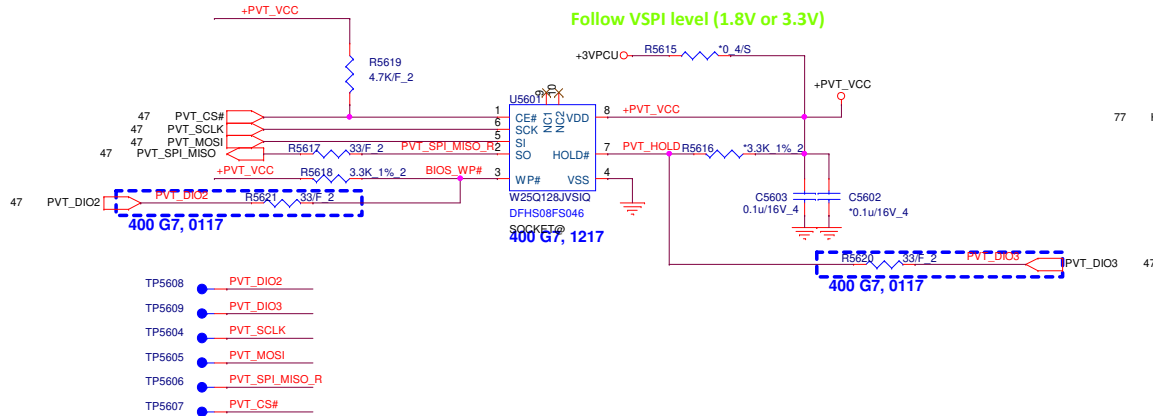 +PVT_VCC
Follow VSPI level (1.8V or 3.3V)
+3VPCU
R5615
*0_4/S
R5619
4.7K/F_2
+PVT_VCC
U5601
9
10
NC1
NC2
47 PVT_CS#
1 CE#
VDD 8
+PVT_VCC
77
47 PVT_SCLK
6 SCK
47 PVT_MOSI
5 SI
47 PVT_SPI_MISO
R5617 33/F_2
PVT_SPI_MISO_R
2 SO
HOLD# 7
PVT_HOLD
R5616 *3.3K_1%_2
+PVT_VCC
R5618 3.3K_1%_2
BIOS_WP#
3 WP#
VSS 4
47 PVT_DIO2
PVT_DIO2
R5621 33/F_2
400 G7, 0117
W25Q128JVSIQ
DFHS08FS046
SOCKET@
400 G7, 1217
C5603
0.1u/16V_4
C5602
*0.1u/16V_4
R5620 33/F_2
PVT_DIO3
PVT_DIO3 47
400 G7, 0117
TP5608 PVT_DIO2
TP5609 PVT_DIO3
TP5604 PVT_SCLK
TP5605 PVT_MOSI
TP5606 PVT_SPI_MISO_R
TP5607 PVT_CS#